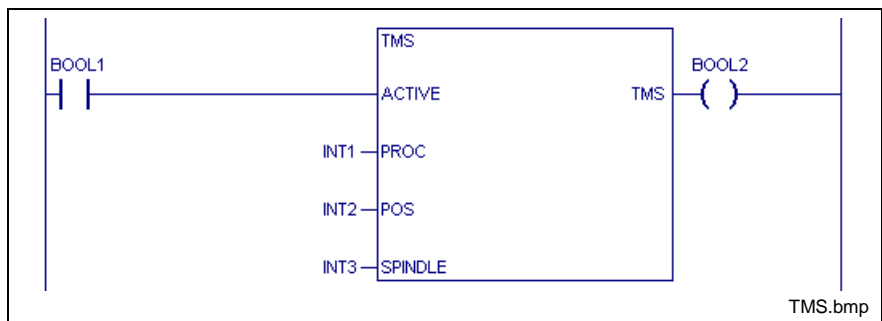 TMS
BOOL1 BOOL2
ACTIVE TMS
INT1 PROC
INT2 POS
INT3 SPINDLE
TMS.bmp